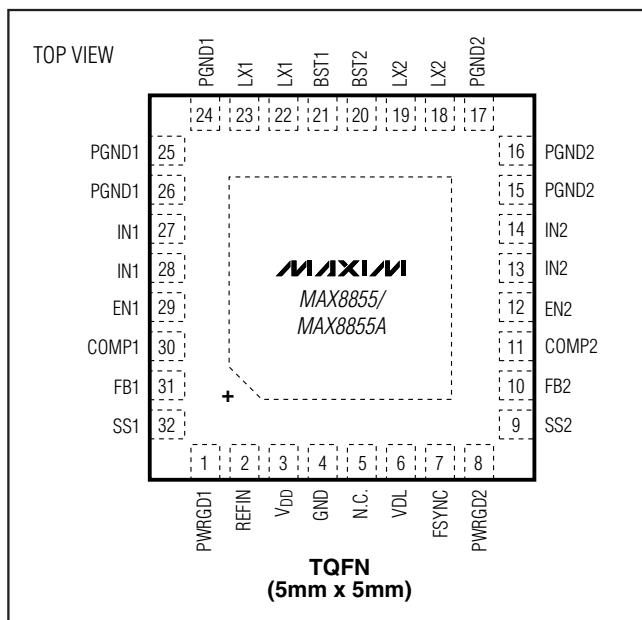 TOP VIEW
PGND1
LX1
LX1
BST1
BST2
LX2
LX2
PGND2
24
23
22
21
20
19
18
17
PGND1 25
PGND1 26
IN1 27
IN1 28
EN1 29
COMP1 30
FB1 31
SS1 32
16 PGND2
15 PGND2
14 IN2
13 IN2
12 EN2
11 COMP2
10 FB2
9 SS2
MAXIM
MAX8855/
MAX8855A
+
1
2
3
4
5
6
7
8
PWRGD1
REFIN
VDD
GND
N.C.
VDL
FSYNC
PWRGD2
TQFN
(5mm x 5mm)